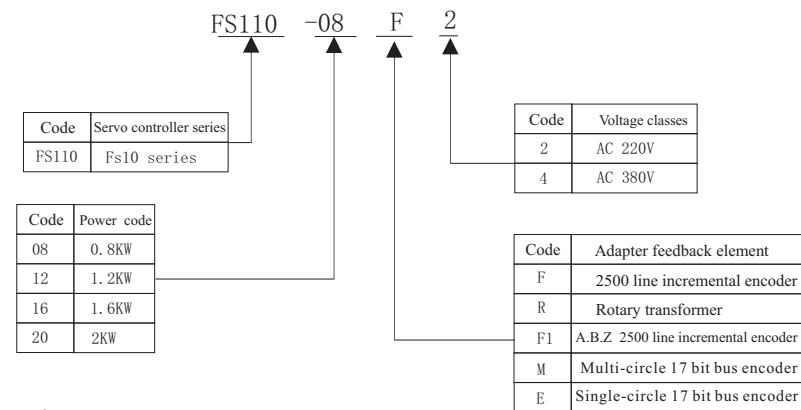 FS110 -08 F 2
Code Servo controller series
FS110 Fs10 series
Code Power code
08 0.8KW
12 1.2KW
16 1.6KW
20 2KW
Code Voltage classes
2 AC 220V
4 AC 380V
Code Adapter feedback element
F 2500 line incremental encoder
R Rotary transformer
F1 A.B.Z 2500 line incremental encoder
M Multi-circle 17 bit bus encoder
E Single-circle 17 bit bus encoder